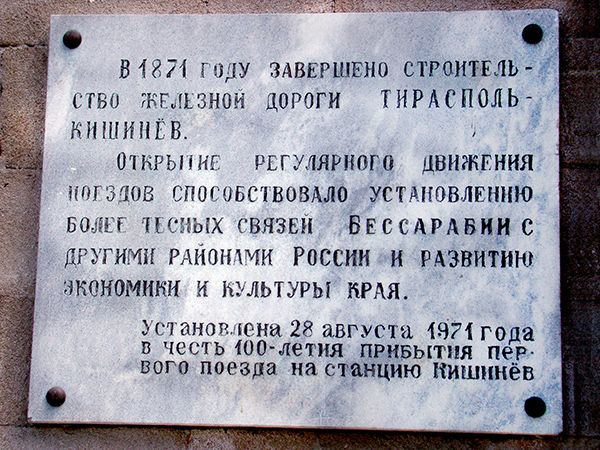 В 1871 ГОДУ ЗАВЕРШЕНО СТРОИТЕЛЬ-
СТВО ЖЕЛЕЗНОЙ ДОРОГИ ТИРАСПОЛЬ-
КИШИНЁВ.
ОТКРЫТИЕ РЕГУЛЯРНОГО ДВИЖЕНИЯ
ПОЕЗДОВ СПОСОБСТВОВАЛО УСТАНОВЛЕНИЮ
БОЛЕЕ ТЕСНЫХ СВЯЗЕЙ БЕССАРАБИИ С
ДРУГИМИ РАЙОНАМИ РОССИИ И РАЗВИТИЮ
ЭКОНОМИКИ И КУЛЬТУРЫ КРАЯ.
УСТАНОВЛЕНА 28 АВГУСТА 1971 ГОДА
В ЧЕСТЬ 100-ЛЕТИЯ ПРИБЫТИЯ ПЕР-
ВОГО ПОЕЗДА НА СТАНЦИЮ КИШИНЁВ